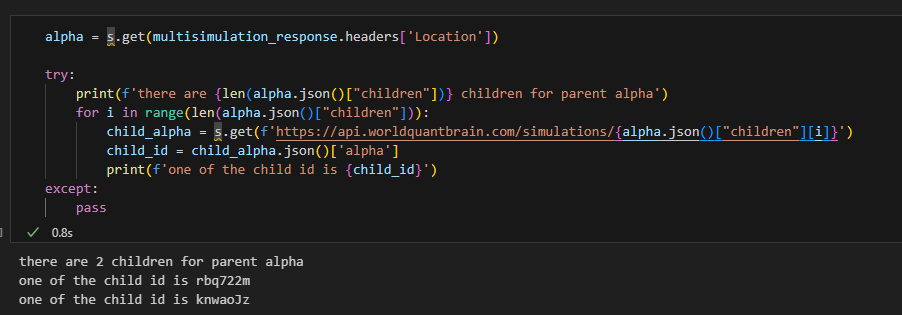 alpha = s.get(multisimulation_response.headers['Location'])
try:
print(f'there are {len(alpha.json()["children"])} children for parent alpha')
for i in range(len(alpha.json()["children"])):
child_alpha = s.get(f'https://api.worldquantbrain.com/simulations/{alpha.json()["children"][i]}')
child_id = child_alpha.json()['alpha']
print(f'one of the child id is {child_id}')
except:
pass
] ✓ 0.8s
there are 2 children for parent alpha
one of the child id is rbq722m
one of the child id is knwaoJz